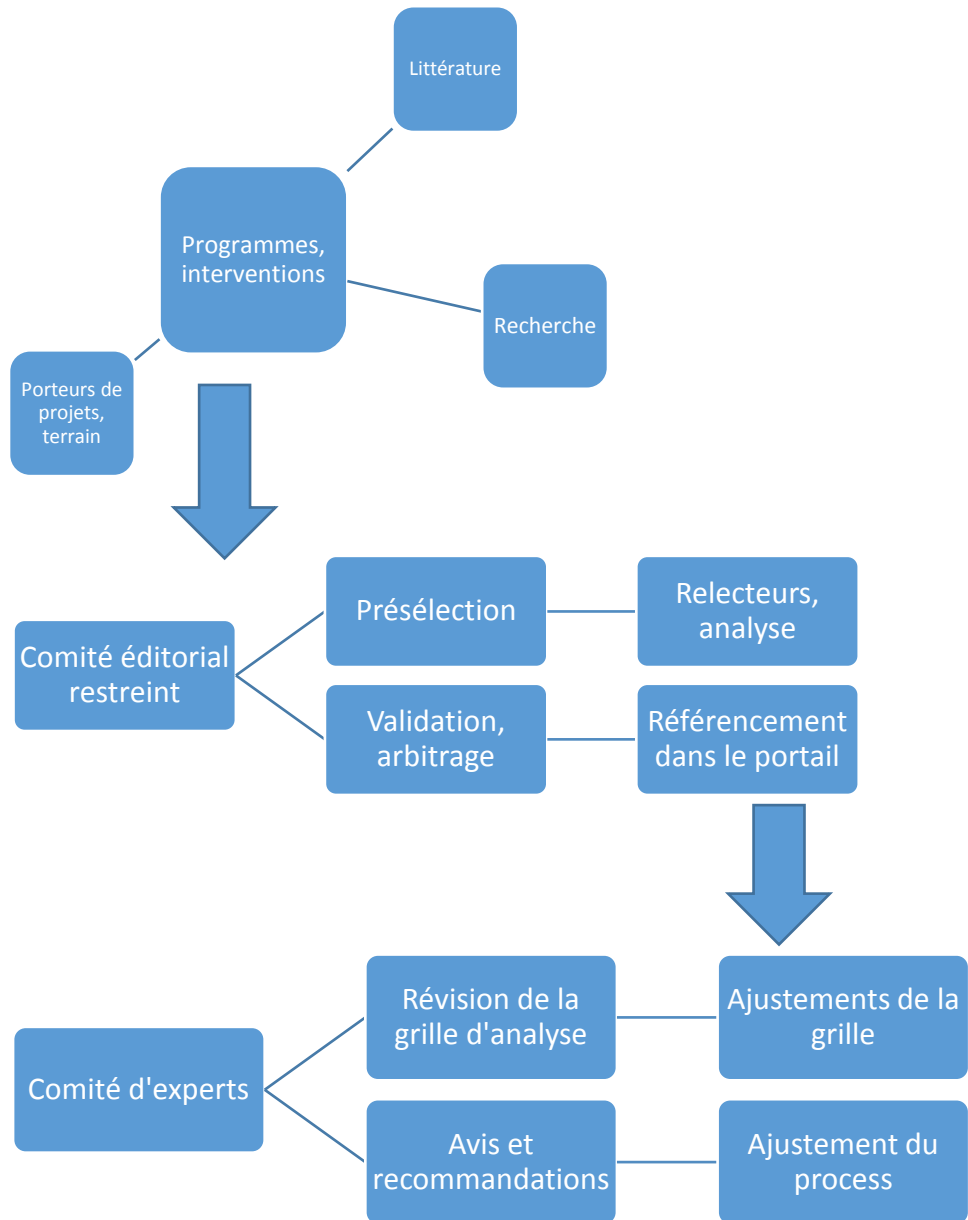 Littérature
Programmes,
interventions
Recherche
Porteurs de
projets,
terrain
Comité éditorial
restreint
Présélection
Relecteurs,
analyse
Validation,
arbitrage
Référencement
dans le portail
Comité d'experts
Révision de la
grille d'analyse
Ajustements de la
grille
Avis et
recommandations
Ajustement du
process